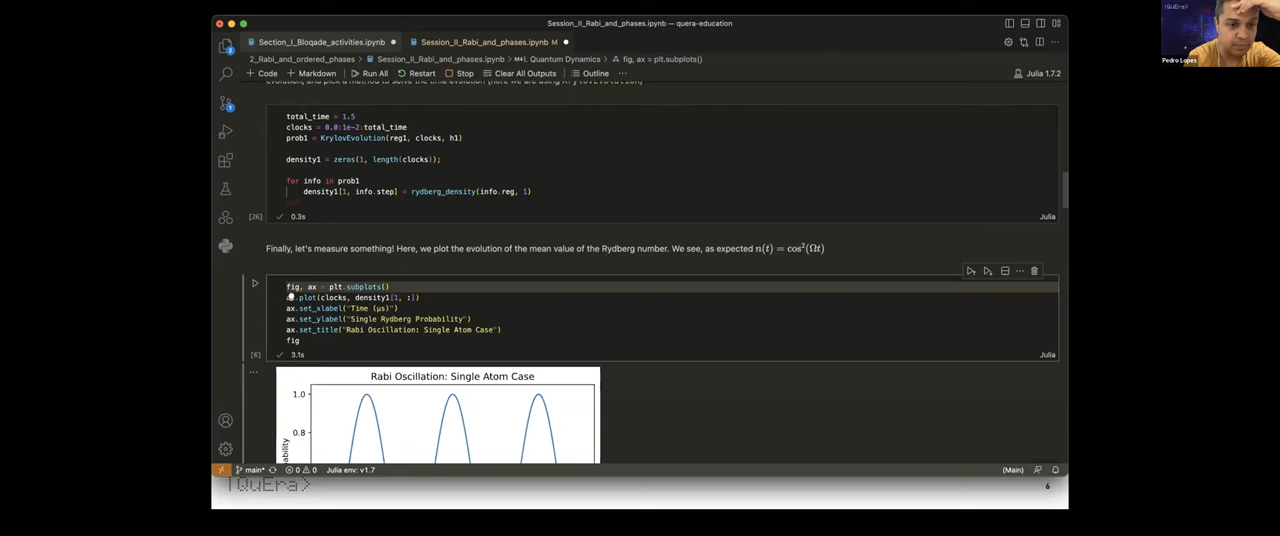 Session_II_Rabi_and_phases.ipynb — quera-education
Section_I_Bloqade_activities.ipynb
Session_II_Rabi_and_phases.ipynb M
2_Rabi_and_ordered_phases > Session_II_Rabi_and_phases.ipynb > M↓I. Quantum Dynamics > fig, ax = plt.subplots()
+ Code + Markdown Run All Restart Stop Clear All Outputs Outline ...
Julia 1.7.2
total_time = 1.5
clocks = 0.0:1e-2:total_time
prob1 = KrylovEvolution(reg1, clocks, h1)
density1 = zeros(1, length(clocks));
for info in prob1
density1[1, info.step] = rydberg_density(info.reg, 1)
[26] 0.3s Julia
Finally, let's measure something! Here, we plot the evolution of the mean value of the Rydberg number. We see, as expected n(t) = cos²(Ωt)
fig, ax = plt.subplots()
.plot(clocks, density1[1, :])
ax.set_xlabel("Time (μs)")
ax.set_ylabel("Single Rydberg Probability")
ax.set_title("Rabi Oscillation: Single Atom Case")
fig
[6] 3.1s Julia
Rabi Oscillation: Single Atom Case
1.0
0.8
main* 0 0 Julia env: v1.7 (Main)
|QuEra> 6
|QuEra>
Pedro Lopes
2
1